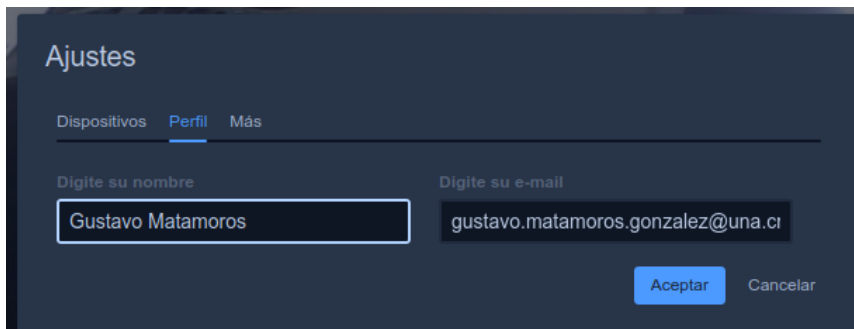 Ajustes
Dispositivos Perfil Más
Digite su nombre Digite su e-mail
Gustavo Matamoros gustavo.matamoros.gonzalez@una.cr
Aceptar Cancelar